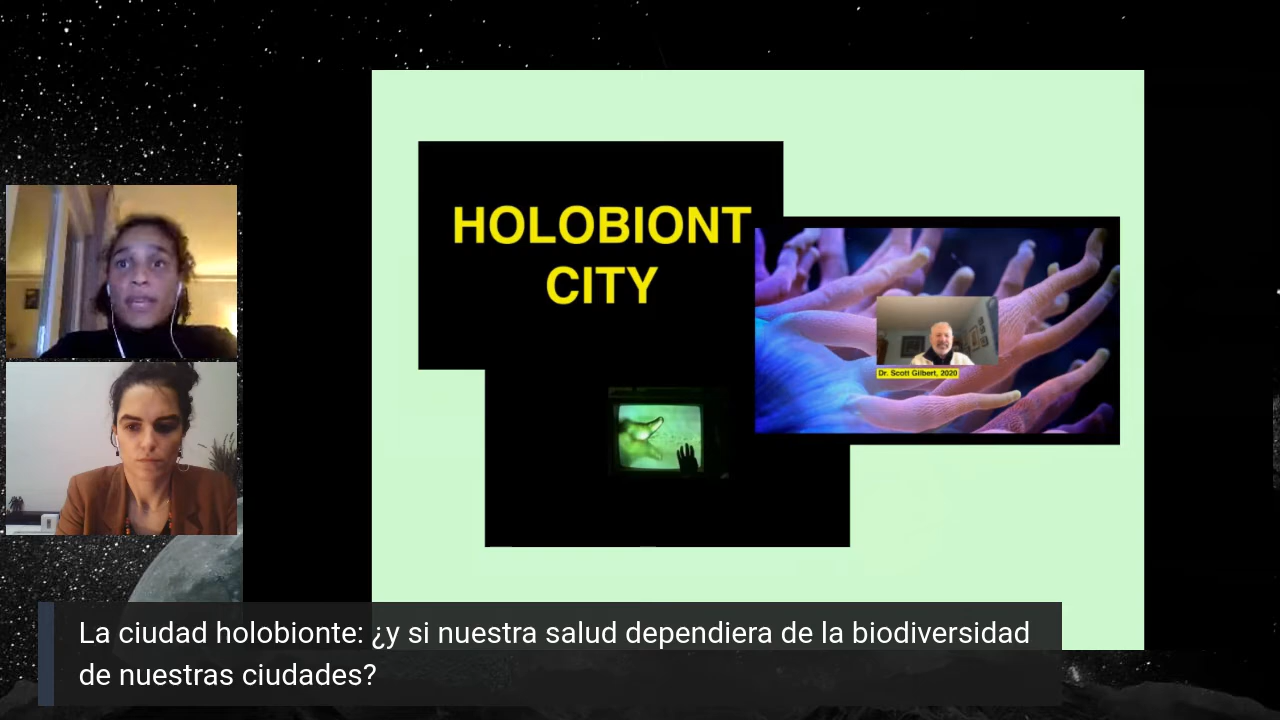 HOLOBIONT
CITY
Dr. Scott Gilbert, 2020
La ciudad holobionte: ¿y si nuestra salud dependiera de la biodiversidad
de nuestras ciudades?